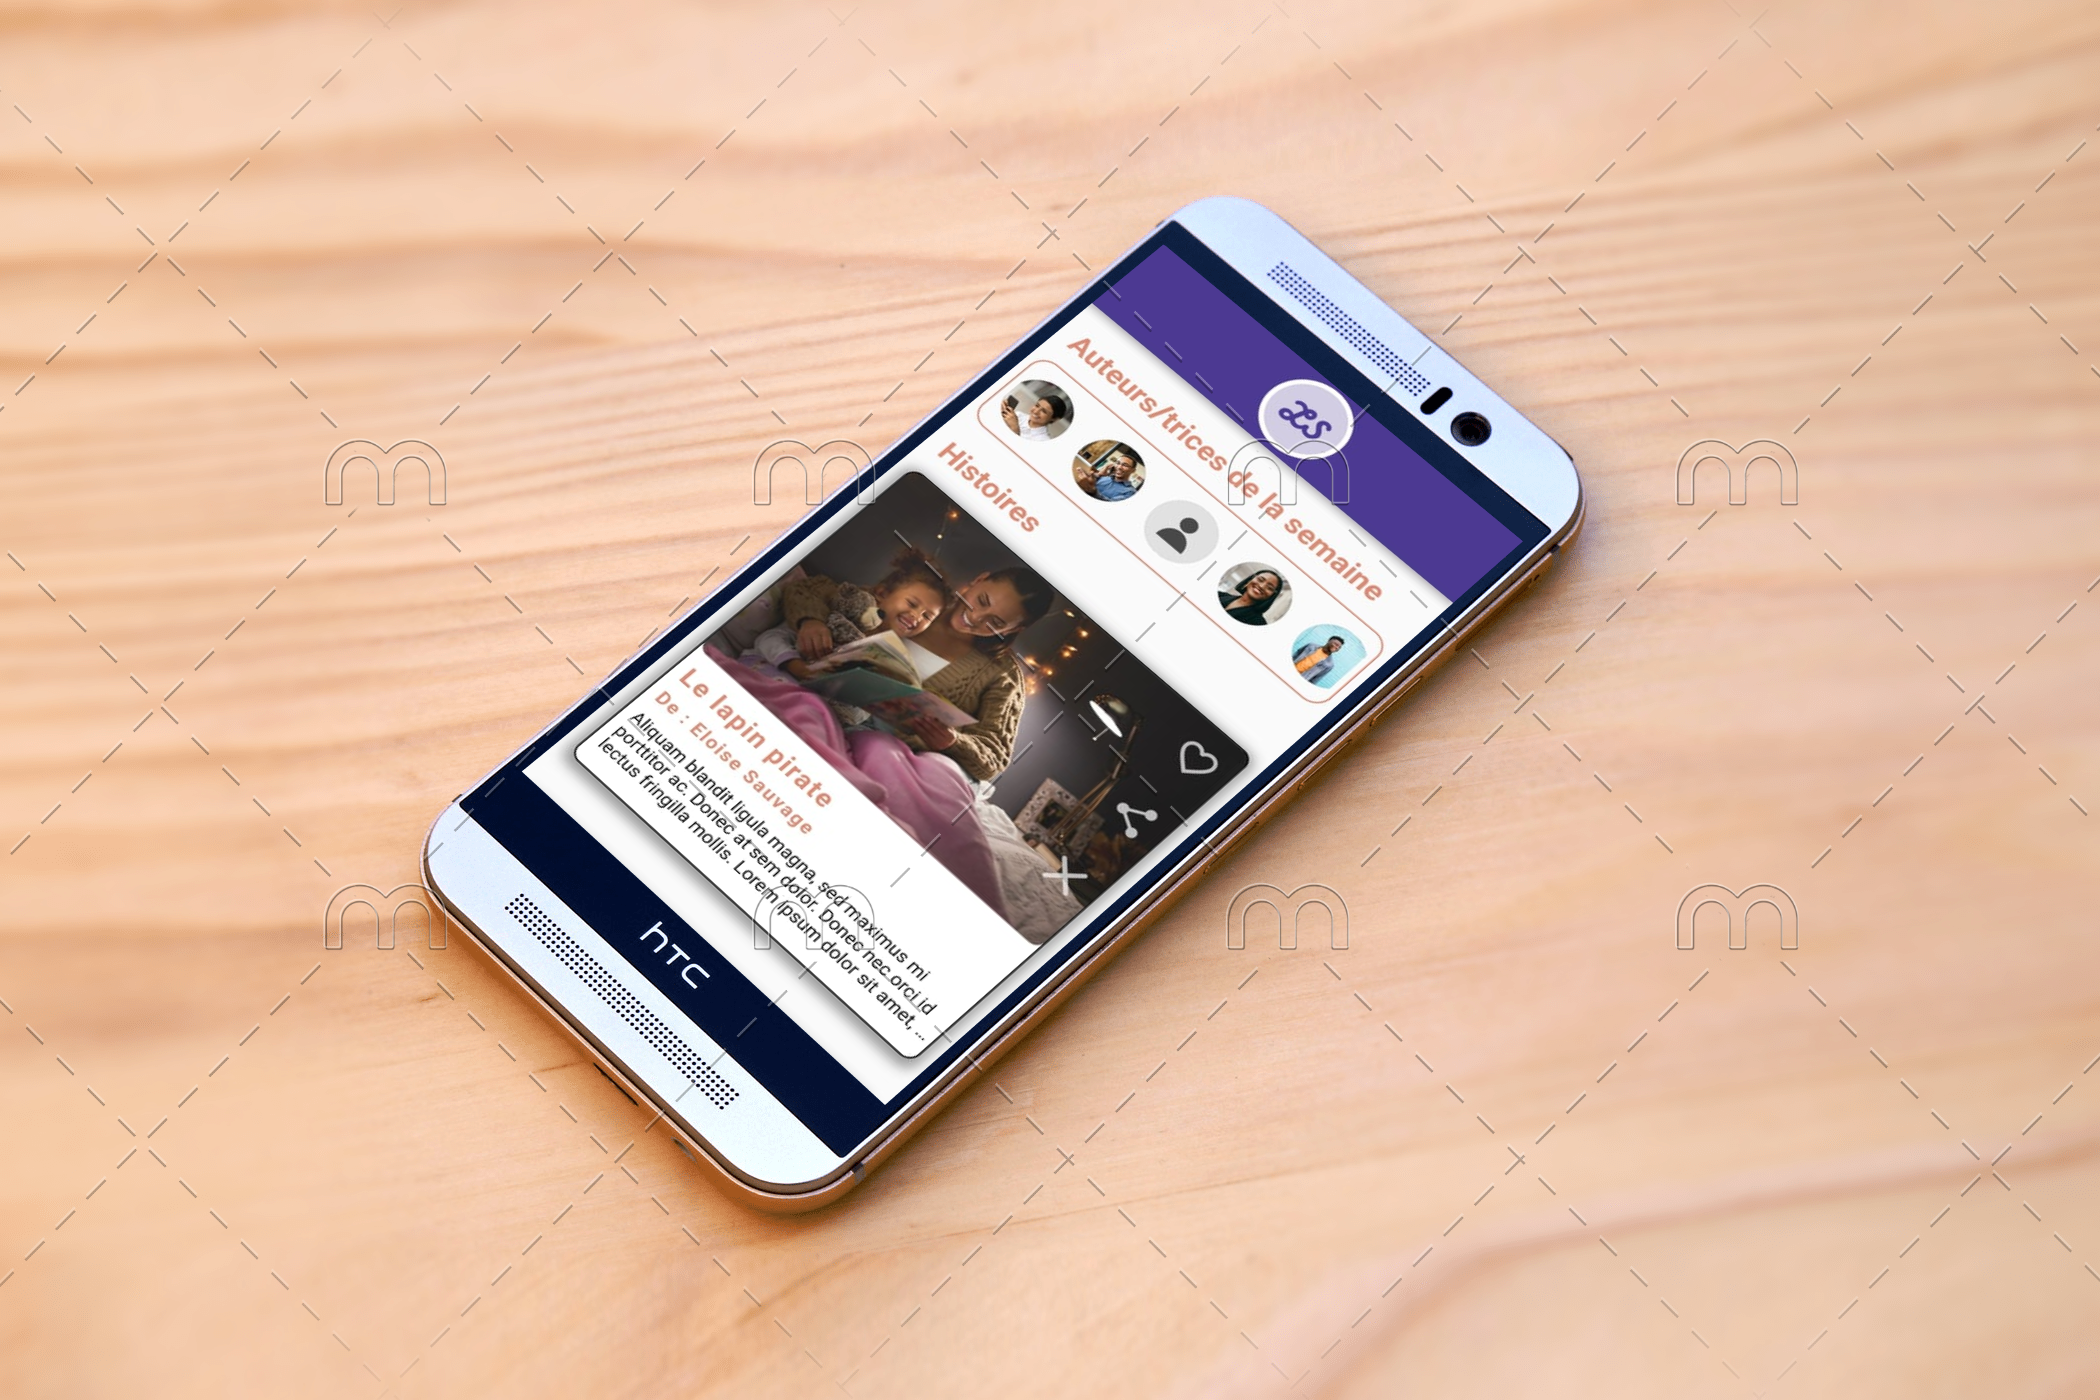 LS
Auteurs/trices de la semaine
Histoires
Le lapin pirate
De : Eloise Sauvage
Aliquam blandit ligula magna, sed maximus mi
porttitor ac. Donec at sem dolor. Donec nec orci id
lectus fringilla mollis. Lorem ipsum dolor sit amet, ...
hTC
m m m m
m m m m